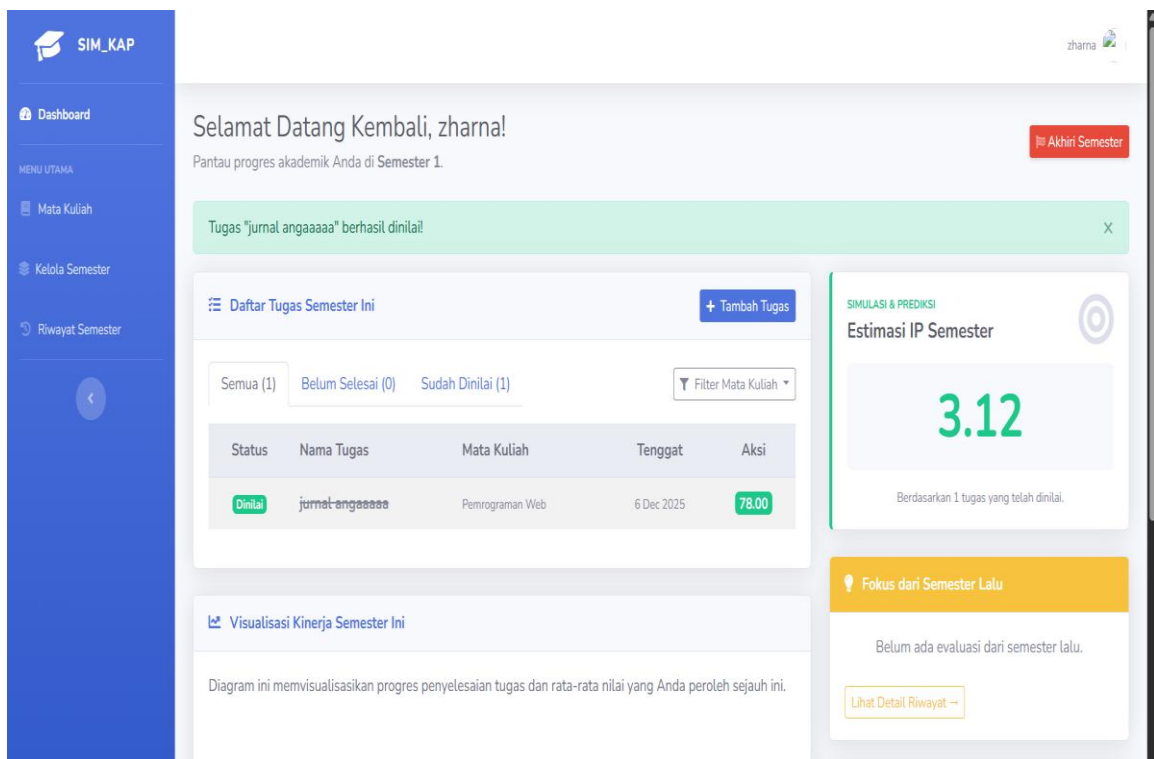 SIM_KAP
zharna
Dashboard
MENU UTAMA
Mata Kuliah
Kelola Semester
Riwayat Semester
Selamat Datang Kembali, zharna!
Pantau progres akademik Anda di Semester 1.
Akhiri Semester
Tugas "jurnal angaaaaa" berhasil dinilai!
X
Daftar Tugas Semester Ini
+ Tambah Tugas
Semua (1) Belum Selesai (0) Sudah Dinilai (1)
Filter Mata Kuliah
Status Nama Tugas Mata Kuliah Tenggat Aksi
Dinilai jurnal angaaaaa Pemrograman Web 6 Dec 2025 78.00
SIMULASI & PREDIKSI
Estimasi IP Semester
3.12
Berdasarkan 1 tugas yang telah dinilai.
Visualisasi Kinerja Semester Ini
Diagram ini memvisualisasikan progres penyelesaian tugas dan rata-rata nilai yang Anda peroleh sejauh ini.
Fokus dari Semester Lalu
Belum ada evaluasi dari semester lalu.
Lihat Detail Riwayat →